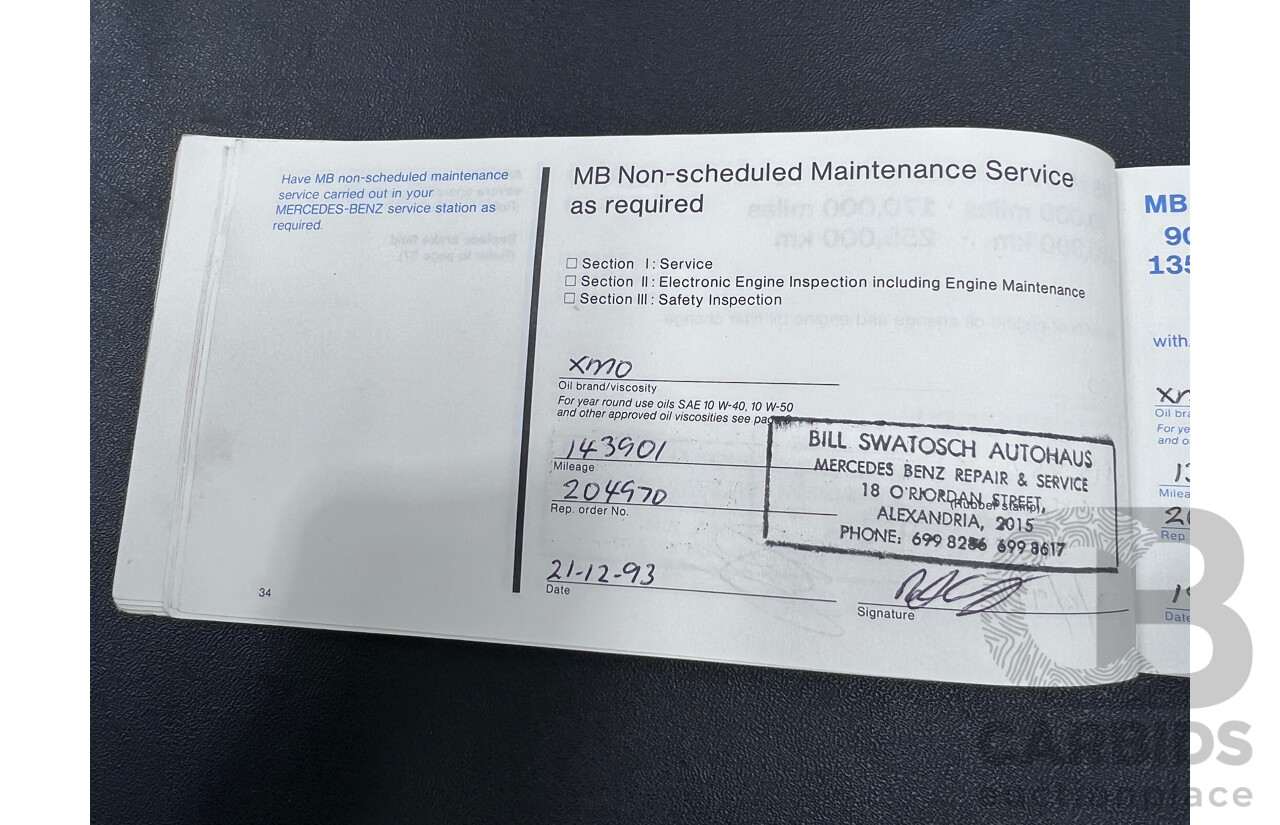 Have MB non-scheduled maintenance
service carried out in your
MERCEDES-BENZ service station as
required.
34
MB Non-scheduled Maintenance Service
as required
☐ Section I: Service
☐ Section II: Electronic Engine Inspection including Engine Maintenance
☐ Section III: Safety Inspection
XMO
Oil brand/viscosity
For year round use oils SAE 10 W-40, 10 W-50
and other approved oil viscosities see pag
143901
Mileage
204970
Rep. order No.
21-12-93
Date
BILL SWATOSCH AUTOHAUS
MERCEDES BENZ REPAIR & SERVICE
18 O'RIORDAN STREET,
(Rubber stamp)
ALEXANDRIA, 2015
PHONE: 699 8286 699 8617
Signature
MB
90
135
with
Oil bra
For ye
and o
Milea
Rep.
Date
CARBIDS
auctionplace